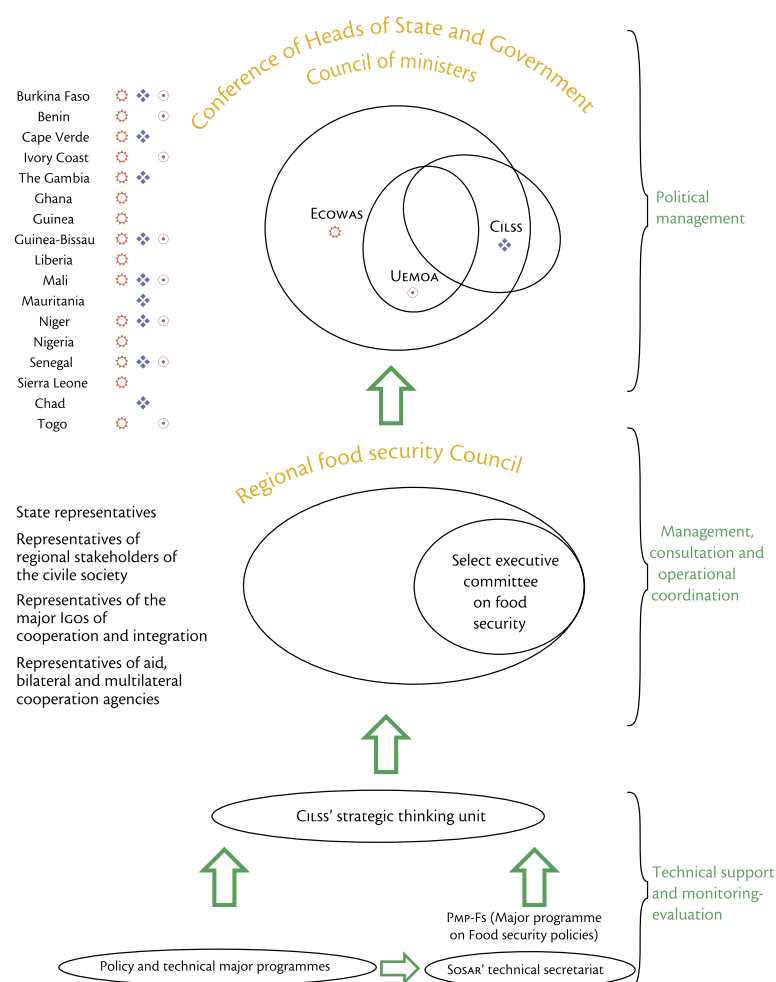 Conference of Heads of State and Government
Council of ministers
Burkina Faso
Benin
Cape Verde
Ivory Coast
The Gambia
Ghana
Guinea
Guinea-Bissau
Liberia
Mali
Mauritania
Niger
Nigeria
Senegal
Sierra Leone
Chad
Togo
ECOWAS
CILSS
UEMOA
Political
management
Regional food security Council
State representatives
Representatives of
regional stakeholders of
the civile society
Representatives of the
major IGOs of
cooperation and integration
Representatives of aid,
bilateral and multilateral
cooperation agencies
Select executive
committee
on food
security
Management,
consultation and
operational
coordination
CILSS' strategic thinking unit
Technical support
and monitoring-
evaluation
PMP-FS (Major programme
on Food security policies)
Policy and technical major programmes
SOSAR' technical secretariat